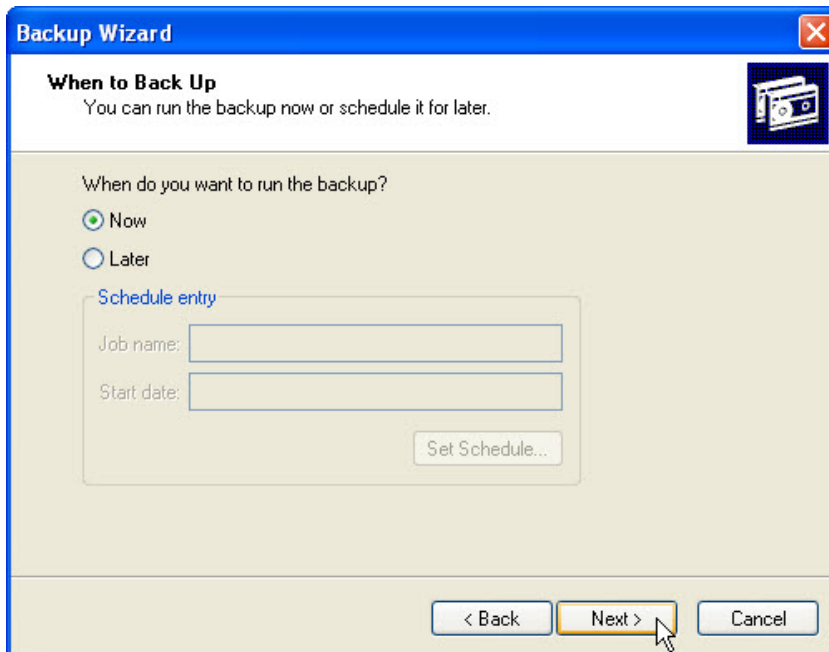 Backup Wizard
When to Back Up
You can run the backup now or schedule it for later.
When do you want to run the backup?
Now
Later
Schedule entry
Job name:
Start date:
Set Schedule...
< Back Next > Cancel